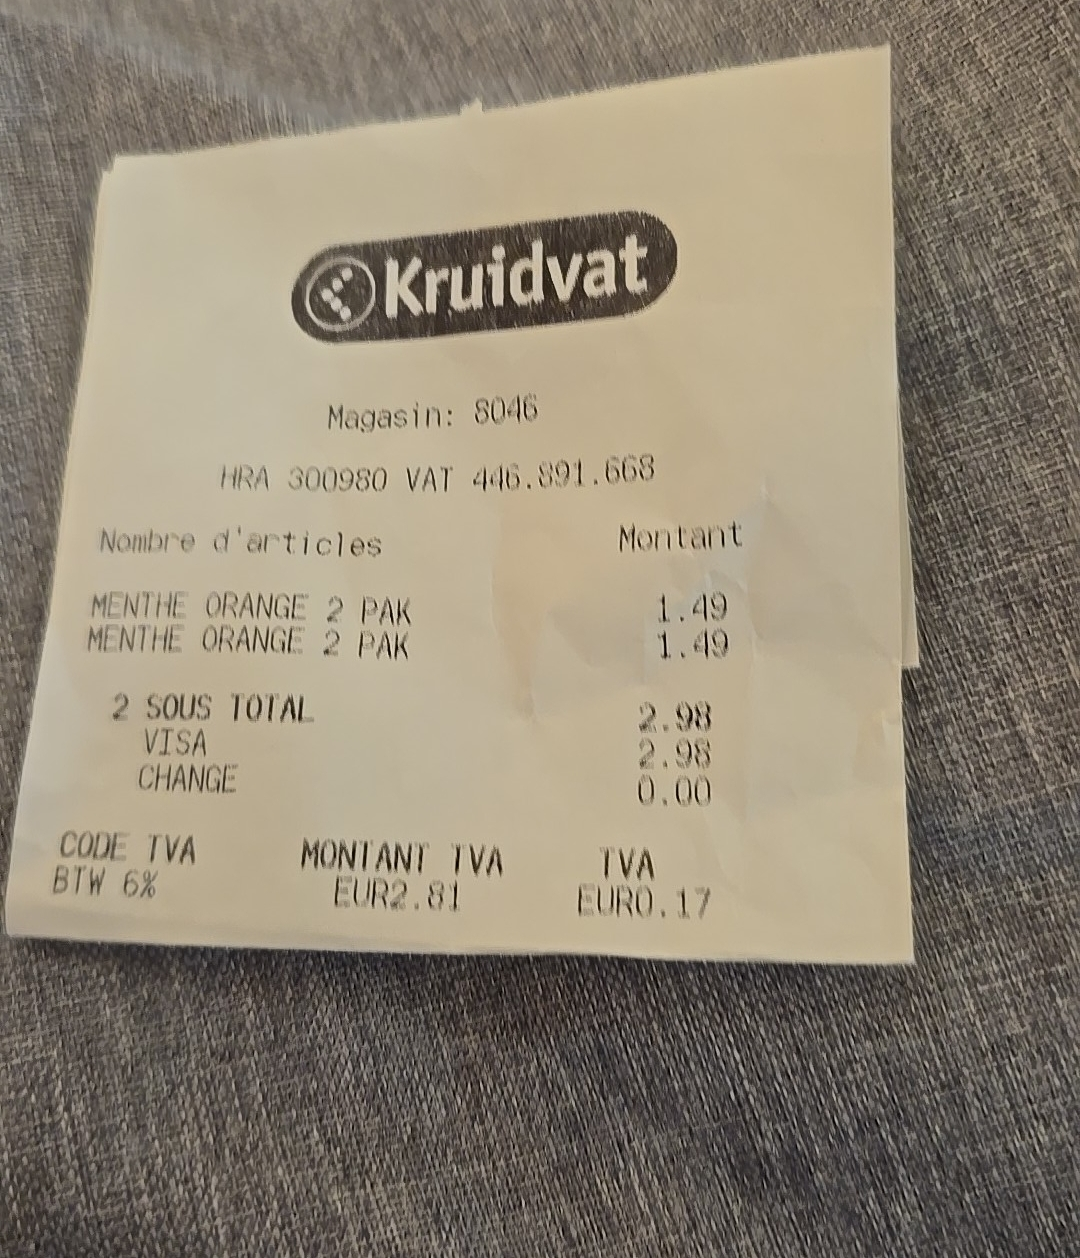 Kruidvat
Magasin: 8046
HRA 300980 VAT 446.891.668
Nombre d'articles Montant
MENTHE ORANGE 2 PAK 1.49
MENTHE ORANGE 2 PAK 1.49
2 SOUS TOTAL 2.98
VISA 2.98
CHANGE 0.00
CODE TVA MONTANT TVA TVA
BTW 6% EUR2.81 EUR0.17